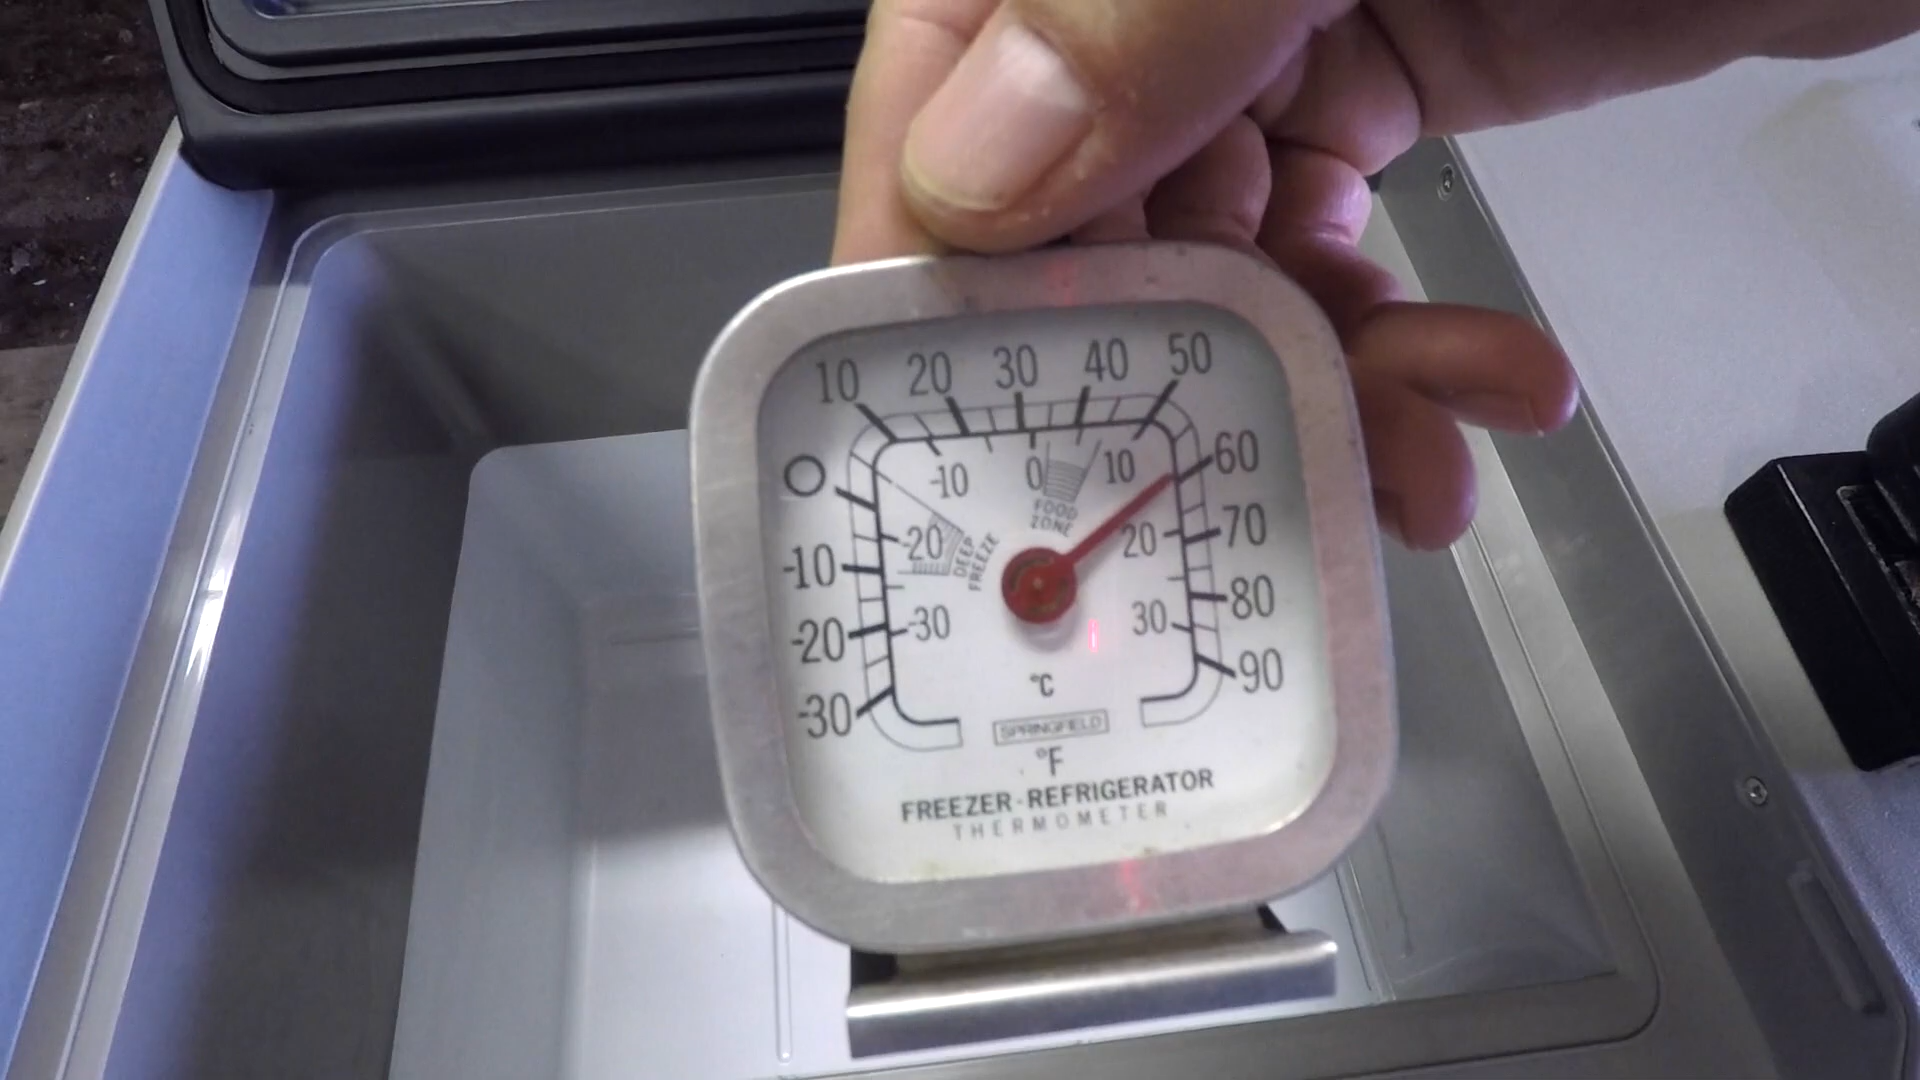 10 20 30 40 50
0 60
-10 0 10
-20 20
-10 70
-30 30
-20 80
-30 90
FOOD
ZONE
DEEP
FREEZE
°C
SPRINGFIELD
°F
FREEZER-REFRIGERATOR
THERMOMETER